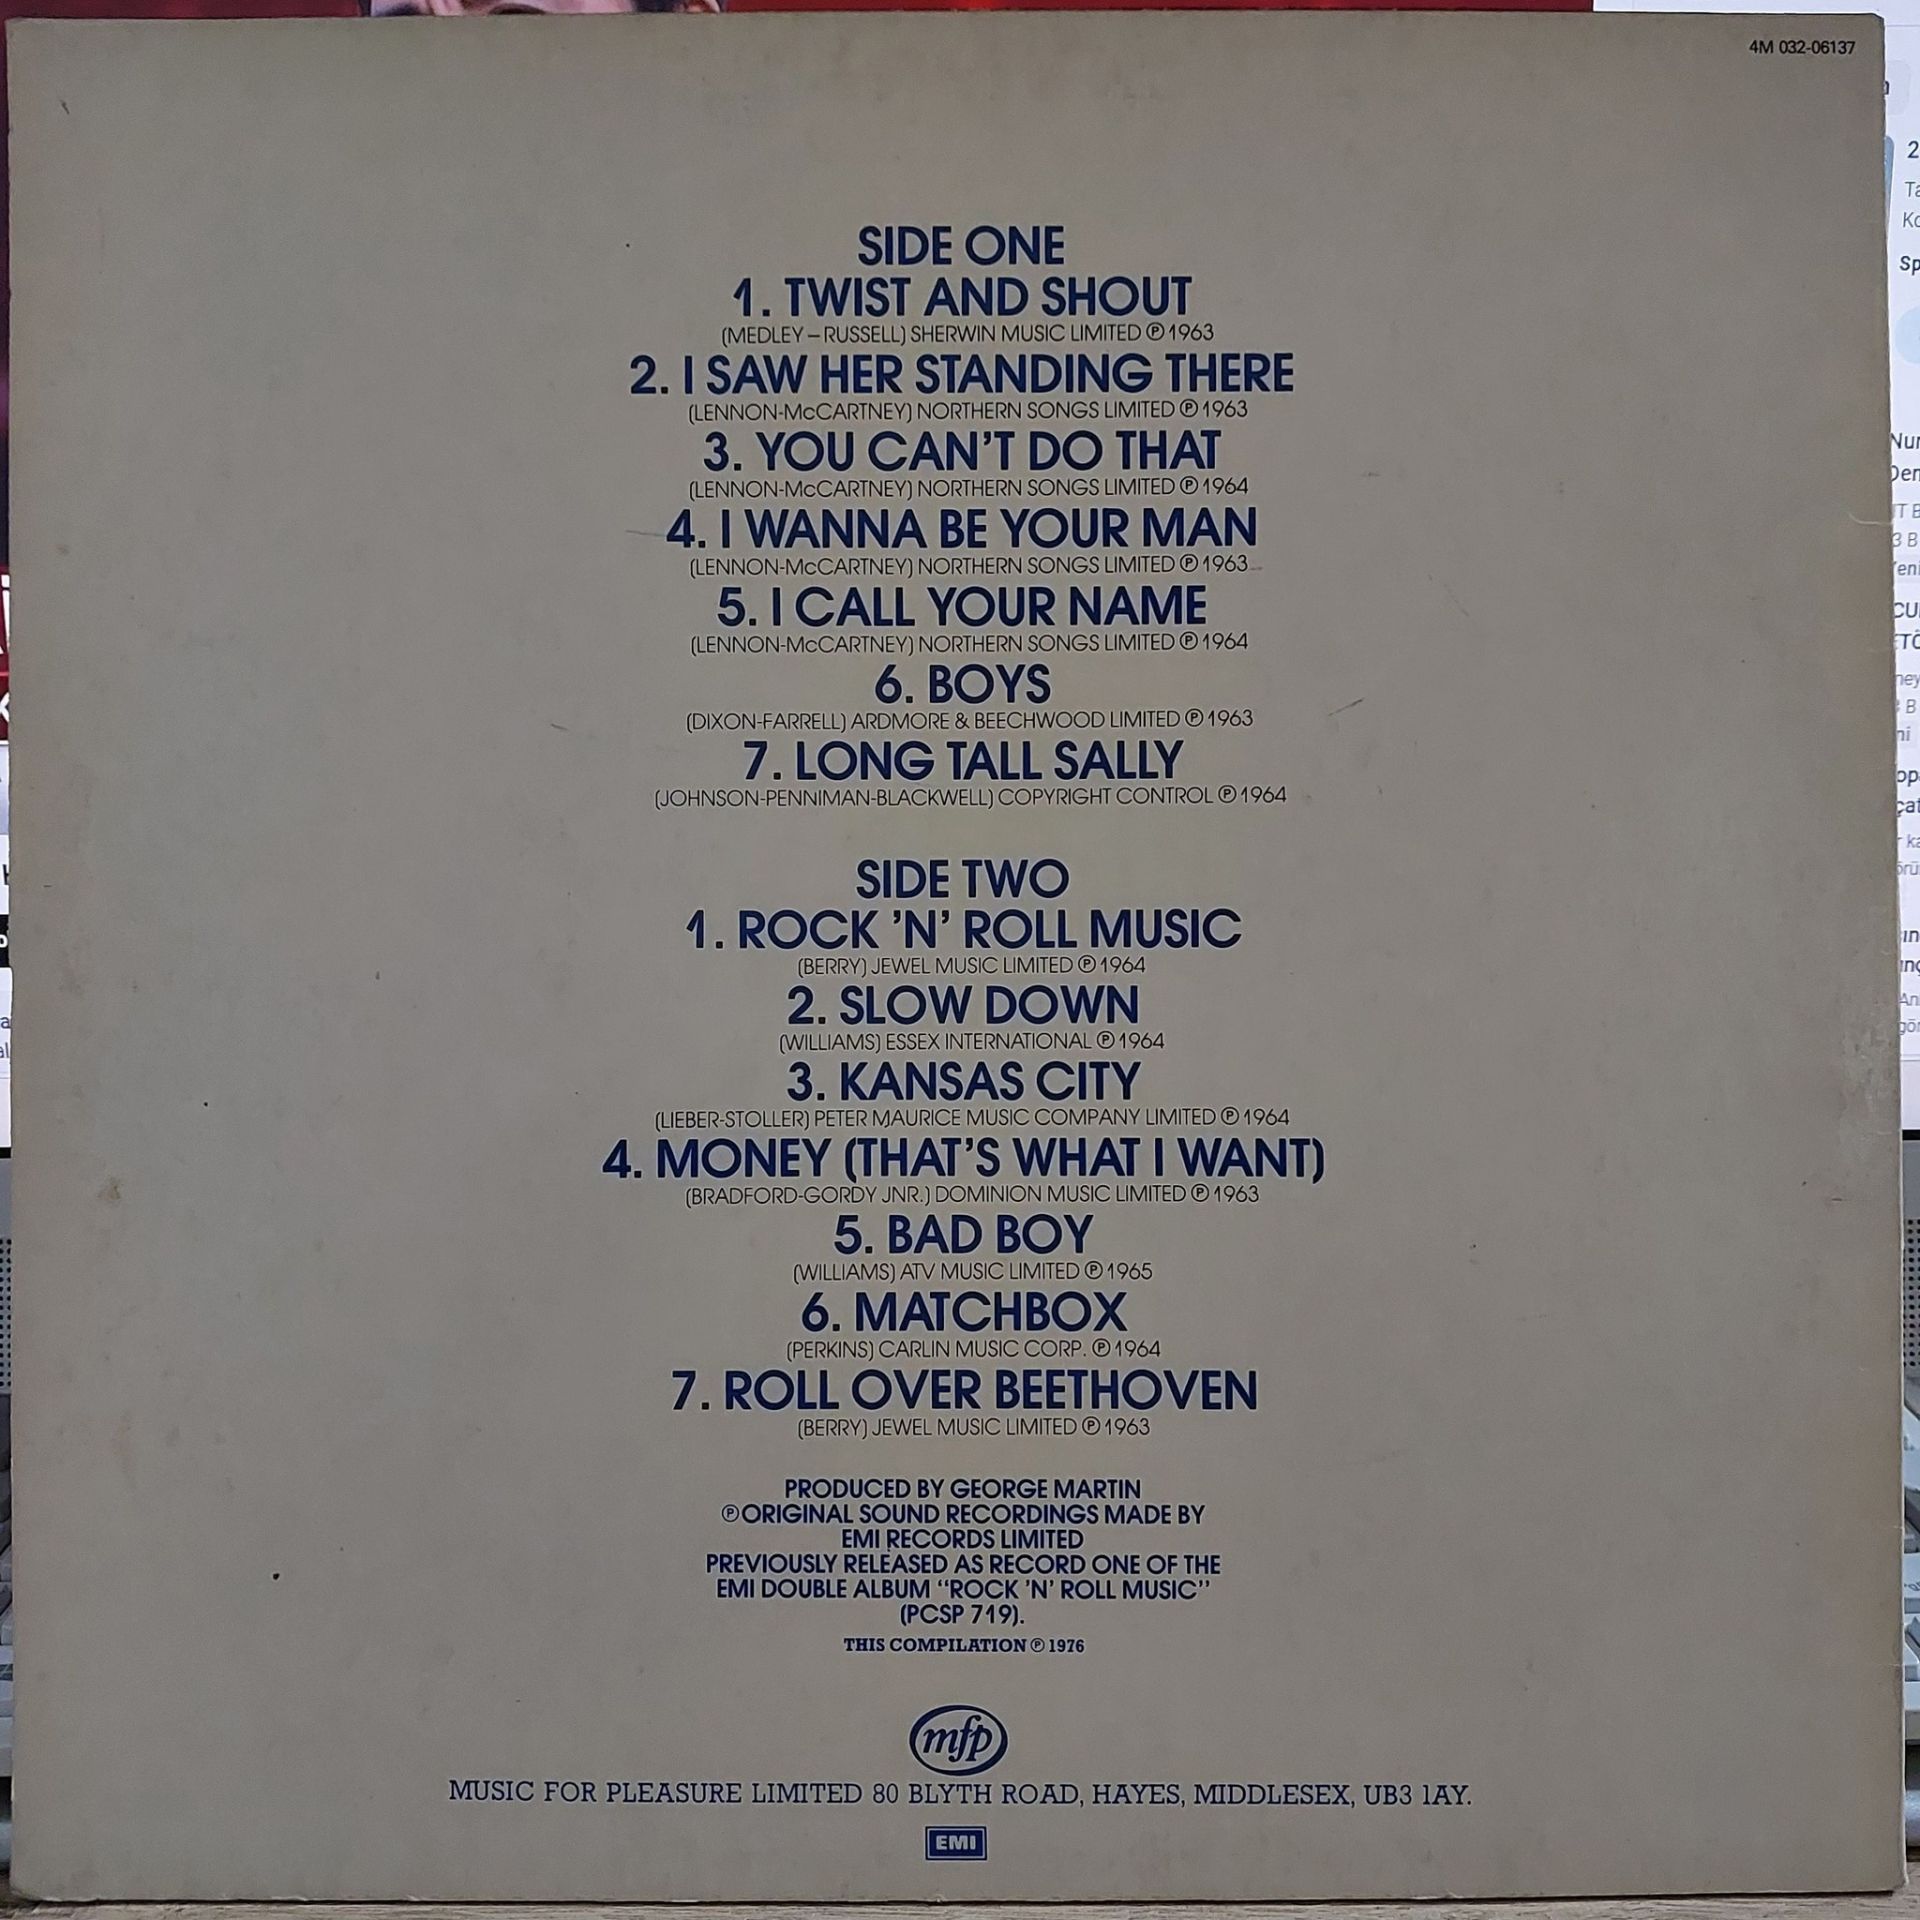 4M 032-06137
SIDE ONE
1. TWIST AND SHOUT
(MEDLEY – RUSSELL) SHERWIN MUSIC LIMITED ℗ 1963
2. I SAW HER STANDING THERE
(LENNON-McCARTNEY) NORTHERN SONGS LIMITED ℗ 1963
3. YOU CAN'T DO THAT
(LENNON-McCARTNEY) NORTHERN SONGS LIMITED ℗ 1964
4. I WANNA BE YOUR MAN
(LENNON-McCARTNEY) NORTHERN SONGS LIMITED ℗ 1963
5. I CALL YOUR NAME
(LENNON-McCARTNEY) NORTHERN SONGS LIMITED ℗ 1964
6. BOYS
(DIXON-FARRELL) ARDMORE & BEECHWOOD LIMITED ℗ 1963
7. LONG TALL SALLY
(JOHNSON-PENNIMAN-BLACKWELL) COPYRIGHT CONTROL ℗ 1964
SIDE TWO
1. ROCK 'N' ROLL MUSIC
(BERRY) JEWEL MUSIC LIMITED ℗ 1964
2. SLOW DOWN
(WILLIAMS) ESSEX INTERNATIONAL ℗ 1964
3. KANSAS CITY
(LIEBER-STOLLER) PETER MAURICE MUSIC COMPANY LIMITED ℗ 1964
4. MONEY (THAT'S WHAT I WANT)
(BRADFORD-GORDY JNR.) DOMINION MUSIC LIMITED ℗ 1963
5. BAD BOY
(WILLIAMS) ATV MUSIC LIMITED ℗ 1965
6. MATCHBOX
(PERKINS) CARLIN MUSIC CORP. ℗ 1964
7. ROLL OVER BEETHOVEN
(BERRY) JEWEL MUSIC LIMITED ℗ 1963
PRODUCED BY GEORGE MARTIN
℗ ORIGINAL SOUND RECORDINGS MADE BY
EMI RECORDS LIMITED
PREVIOUSLY RELEASED AS RECORD ONE OF THE
EMI DOUBLE ALBUM "ROCK 'N' ROLL MUSIC"
(PCSP 719).
THIS COMPILATION ℗ 1976
mfp
MUSIC FOR PLEASURE LIMITED 80 BLYTH ROAD, HAYES, MIDDLESEX, UB3 1AY.
EMI